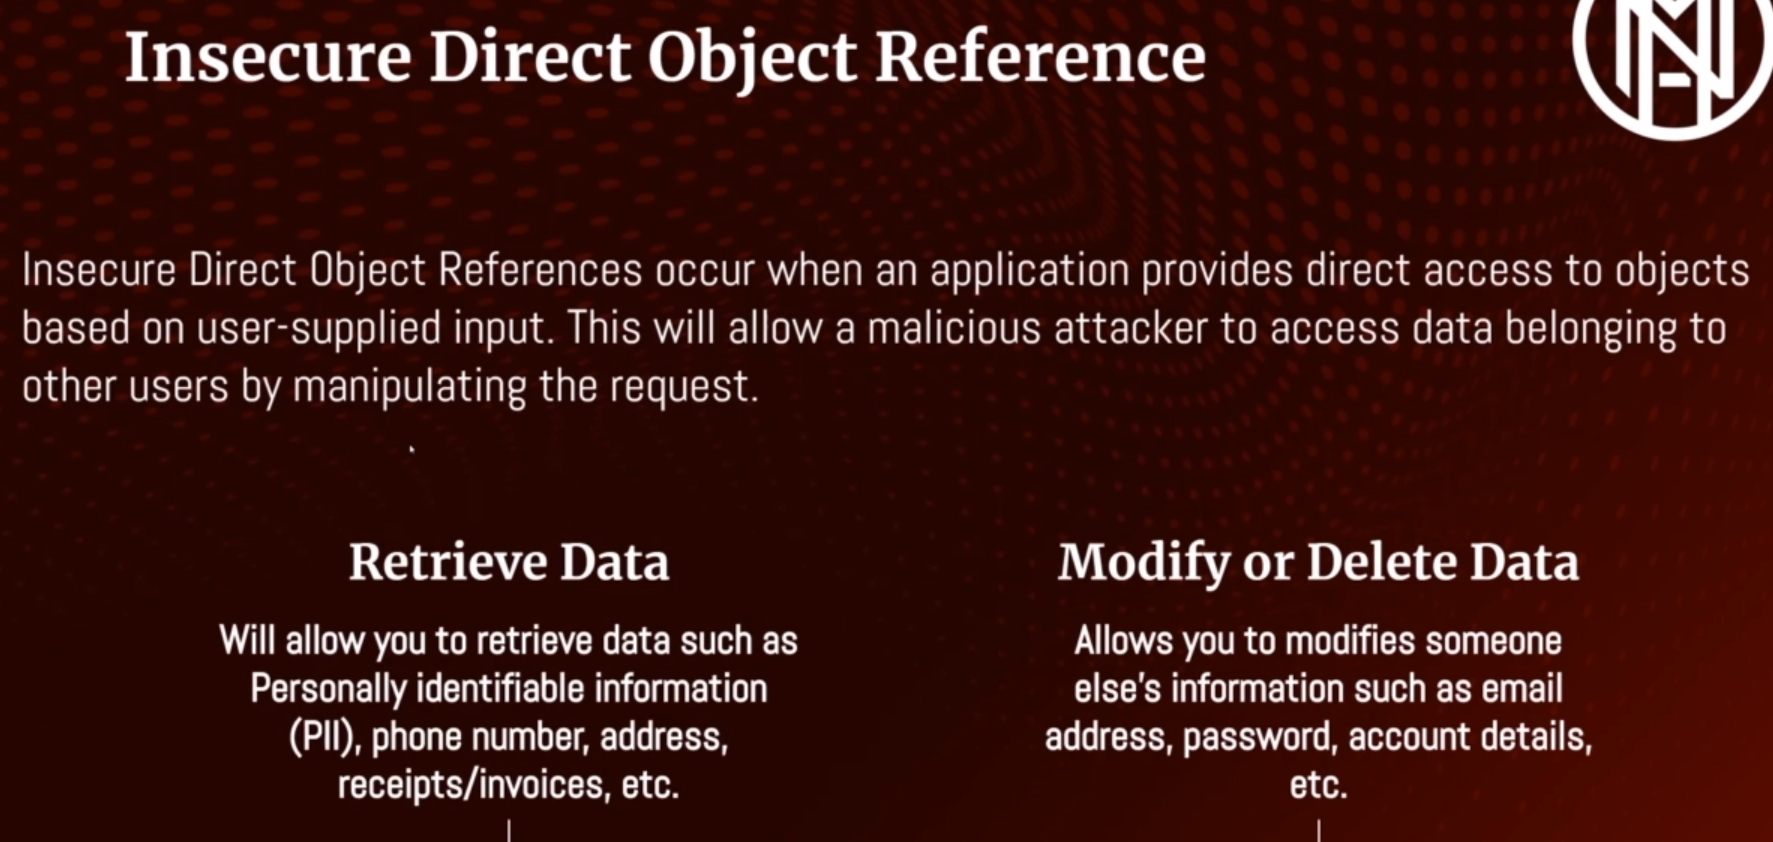 Insecure Direct Object Reference
Insecure Direct Object References occur when an application provides direct access to objects
based on user-supplied input. This will allow a malicious attacker to access data belonging to
other users by manipulating the request.
Retrieve Data
Will allow you to retrieve data such as
Personally identifiable information
(PII), phone number, address,
receipts/invoices, etc.
Modify or Delete Data
Allows you to modifies someone
else's information such as email
address, password, account details,
etc.